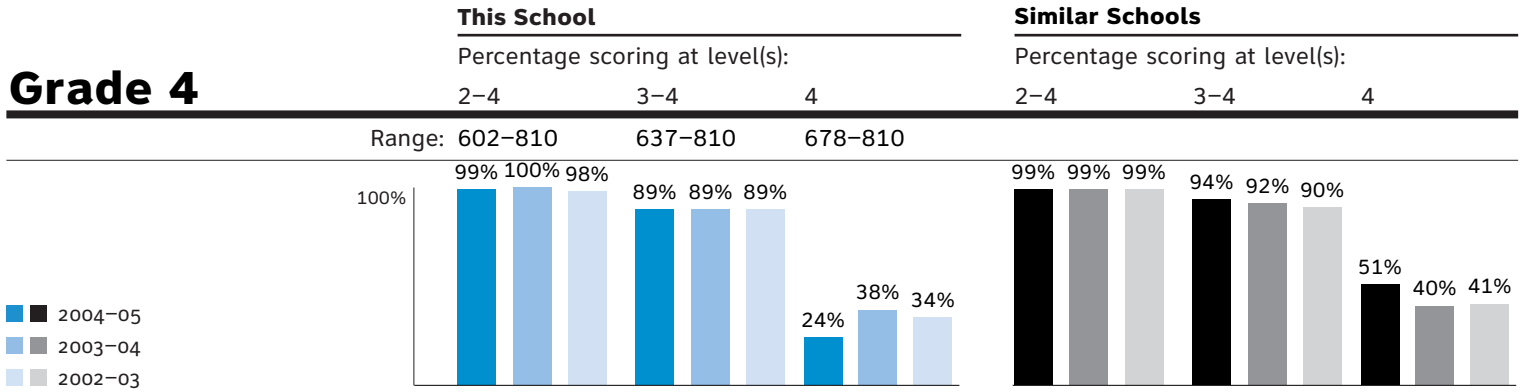 This School Similar Schools
Percentage scoring at level(s): Percentage scoring at level(s):
Grade 4 2–4 3–4 4 2–4 3–4 4
Range: 602–810 637–810 678–810
99% 100% 98% 89% 89% 89% 24% 38% 34% 99% 99% 99% 94% 92% 90% 51% 40% 41%
100%
2004–05
2003–04
2002–03